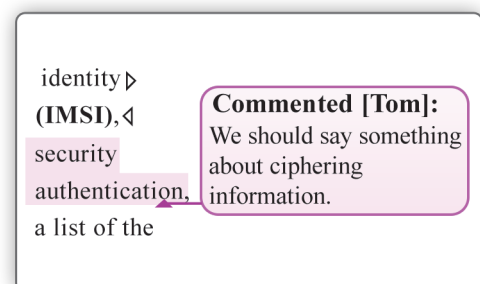 identity
(IMSI),
security
authentication,
a list of the
Commented [Tom]:
We should say something
about ciphering
information.